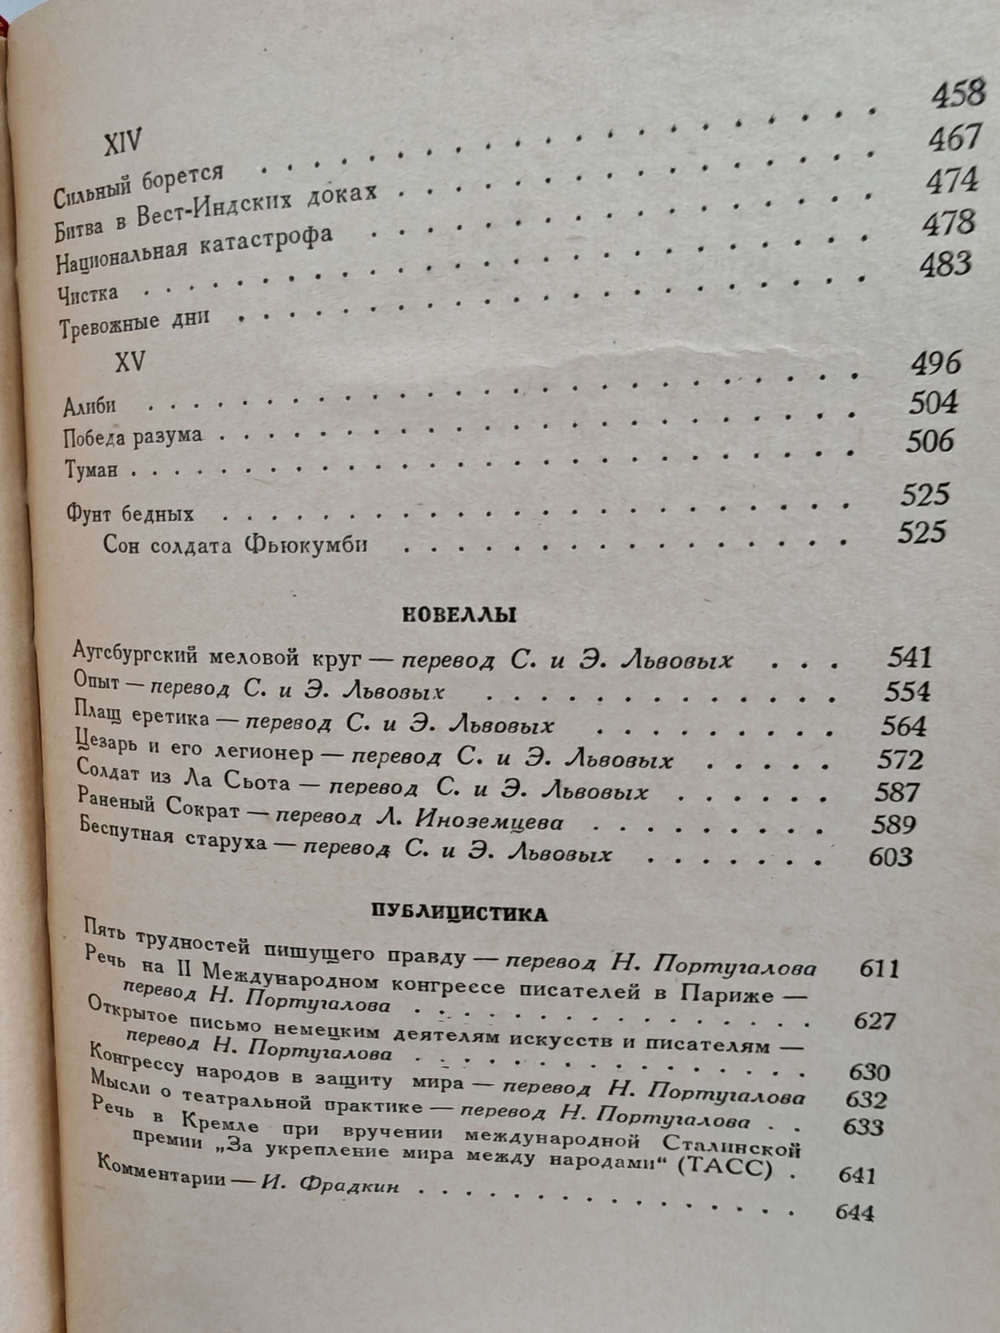 XIV
Сильный борется . . . . . . . . . . . . . . . . . . . . 458
Битва в Вест-Индских доках . . . . . . . . . . . . . . . 467
Национальная катастрофа . . . . . . . . . . . . . . . . 474
Чистка . . . . . . . . . . . . . . . . . . . . . . . . . 478
Тревожные дни . . . . . . . . . . . . . . . . . . . . . 483
XV
Алиби . . . . . . . . . . . . . . . . . . . . . . . . . 496
Победа разума . . . . . . . . . . . . . . . . . . . . . 504
Туман . . . . . . . . . . . . . . . . . . . . . . . . . 506
Фунт бедных . . . . . . . . . . . . . . . . . . . . . . 525
Сон солдата Фьюкумби . . . . . . . . . . . . . . . . . 525
НОВЕЛЛЫ
Аугсбургский меловой круг — перевод С. и Э. Львовых . . . 541
Опыт — перевод С. и Э. Львовых . . . . . . . . . . . . 554
Плащ еретика — перевод С. и Э. Львовых . . . . . . . . 564
Цезарь и его легионер — перевод С. и Э. Львовых . . . . . 572
Солдат из Ла Сьота — перевод С. и Э. Львовых . . . . . . 587
Раненый Сократ — перевод Л. Иноземцева . . . . . . . . . 589
Беспутная старуха — перевод С. и Э. Львовых . . . . . . . 603
ПУБЛИЦИСТИКА
Пять трудностей пишущего правду — перевод Н. Португалова 611
Речь на II Международном конгрессе писателей в Париже —
перевод Н. Португалова . . . . . . . . . . . . . . . . 627
Открытое письмо немецким деятелям искусств и писателям —
перевод Н. Португалова . . . . . . . . . . . . . . . . 630
Конгрессу народов в защиту мира — перевод Н. Португалова 632
Мысли о театральной практике — перевод Н. Португалова . . 633
Речь в Кремле при вручении международной Сталинской
премии „За укрепление мира между народами“ (ТАСС) . 641
Комментарии — И. Фрадкин . . . . . . . . . . . . . . . 644